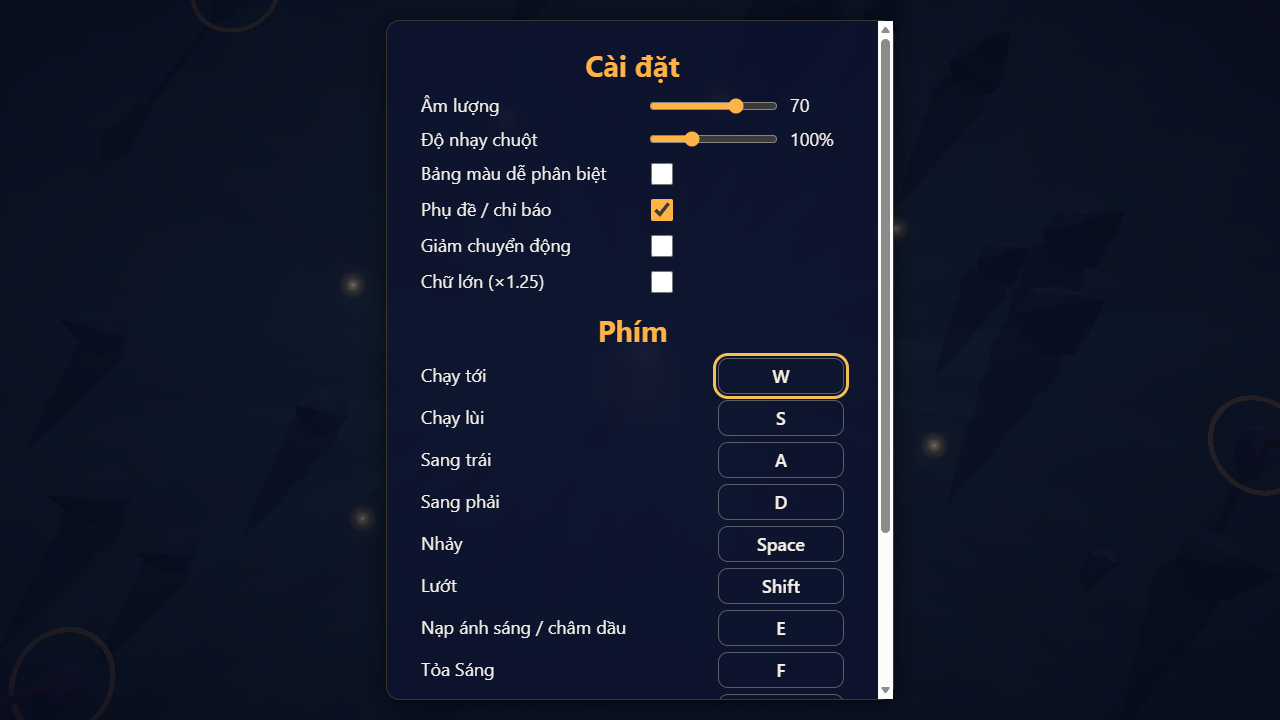 Cài đặt
Âm lượng 70
Độ nhạy chuột 100%
Bảng màu dễ phân biệt
Phụ đề / chỉ báo
Giảm chuyển động
Chữ lớn (×1.25)
Phím
Chạy tới W
Chạy lùi S
Sang trái A
Sang phải D
Nhảy Space
Lướt Shift
Nạp ánh sáng / châm dầu E
Tỏa Sáng F